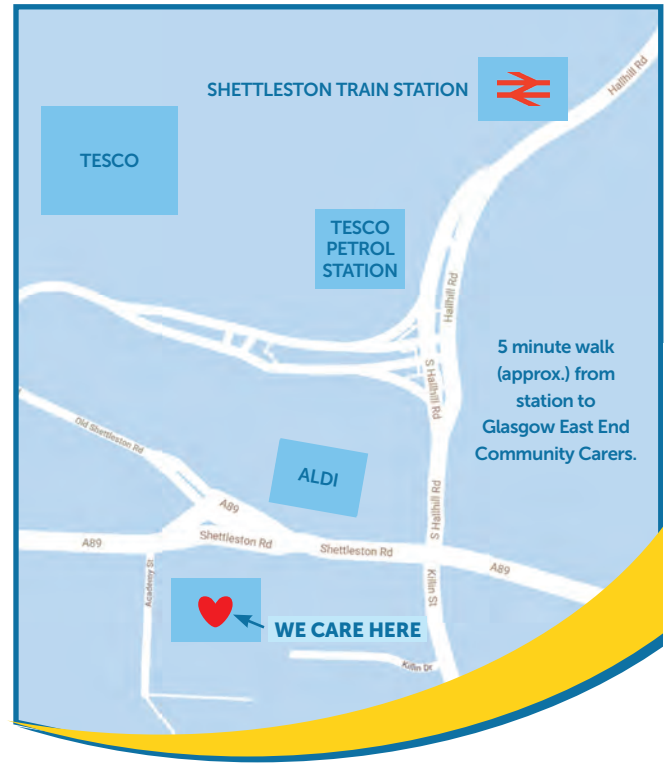 SHETTLESTON TRAIN STATION
Hallhill Rd
TESCO
TESCO
PETROL
STATION
Hallhill Rd
5 minute walk
(approx.) from
station to
Glasgow East End
Community Carers.
S Hallhill Rd
Old Shettleston Rd
ALDI
S Hallhill Rd
A89
A89
Shettleston Rd
Shettleston Rd
A89
Academy St
Killin St
WE CARE HERE
Killin Dr